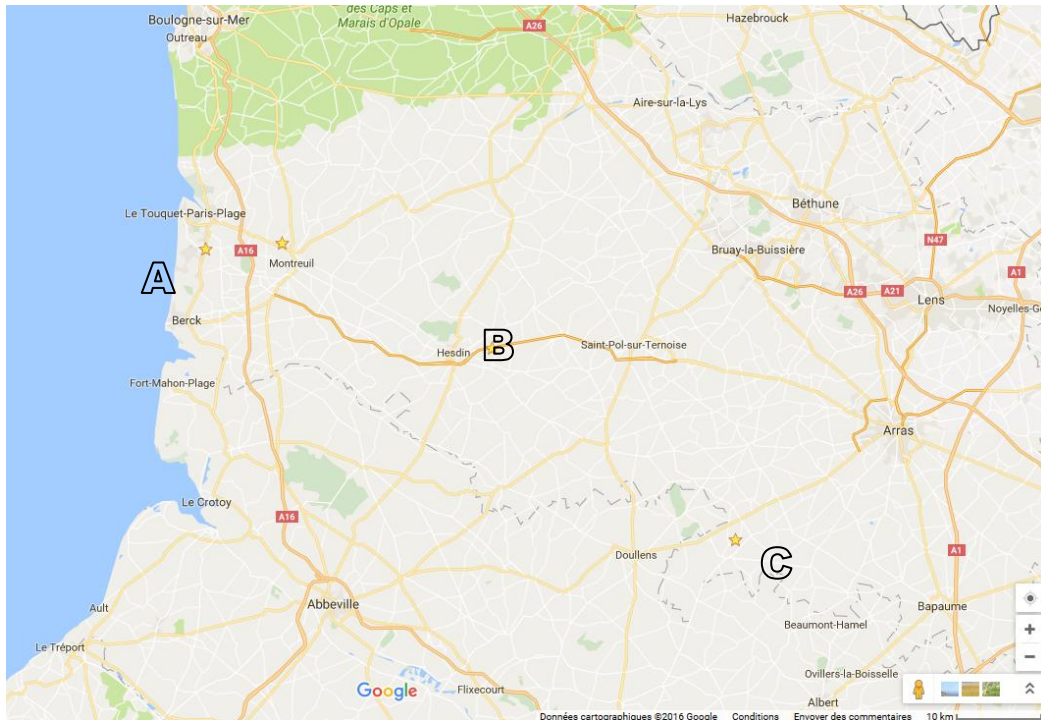 Boulogne-sur-Mer
des Caps et
Marais d'Opale
Hazebrouck
Outreau
A26
Aire-sur-la-Lys
Béthune
Le Touquet-Paris-Plage
N47
A16
Bruay-la-Buissière
Montreuil
A
A1
A26
A21
Lens
Noyelles-Go
Berck
B
Hesdin
Saint-Pol-sur-Ternoise
Fort-Mahon-Plage
Arras
Le Crotoy
A16
Doullens
C
A1
Ault
Abbeville
Bapaume
Beaumont-Hamel
Le Tréport
Ovillers-la-Boisselle
Google
Flixecourt
Albert
Données cartographiques ©2016 Google Conditions Envoyer des commentaires 10 km